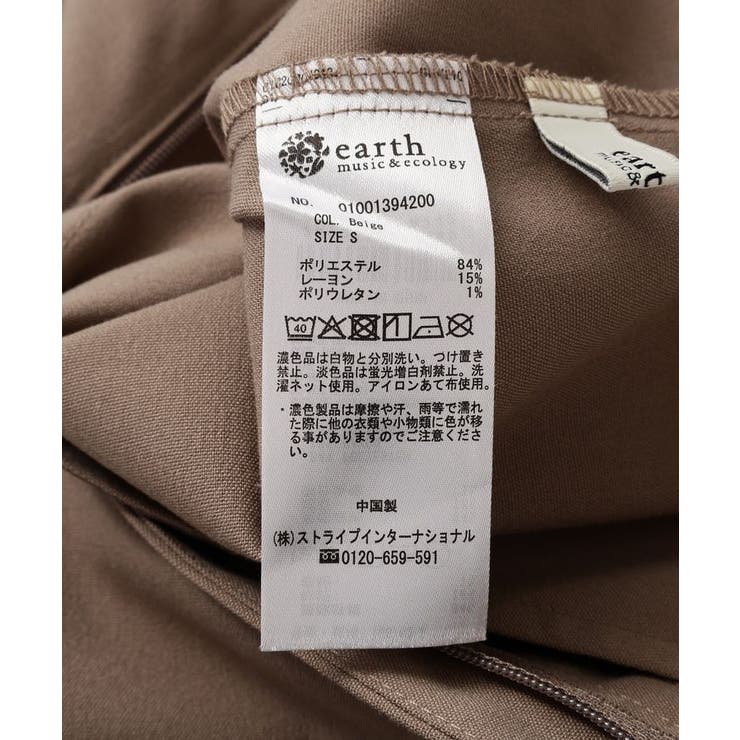 earth
music&ecology
NO. 01001394200
COL. Beige
SIZE S
ポリエステル 84%
レーヨン 15%
ポリウレタン 1%
40
濃色品は白物と分別洗い。つけ置き
禁止。淡色品は蛍光増白剤禁止。洗
濯ネット使用。アイロンあて布使用。
・濃色製品は摩擦や汗、雨等で濡れ
た際に他の衣類や小物類に色が移
る事がありますのでご注意くださ
い。
中国製
(株)ストライプインターナショナル
0120-659-591
eart
MUSIC &